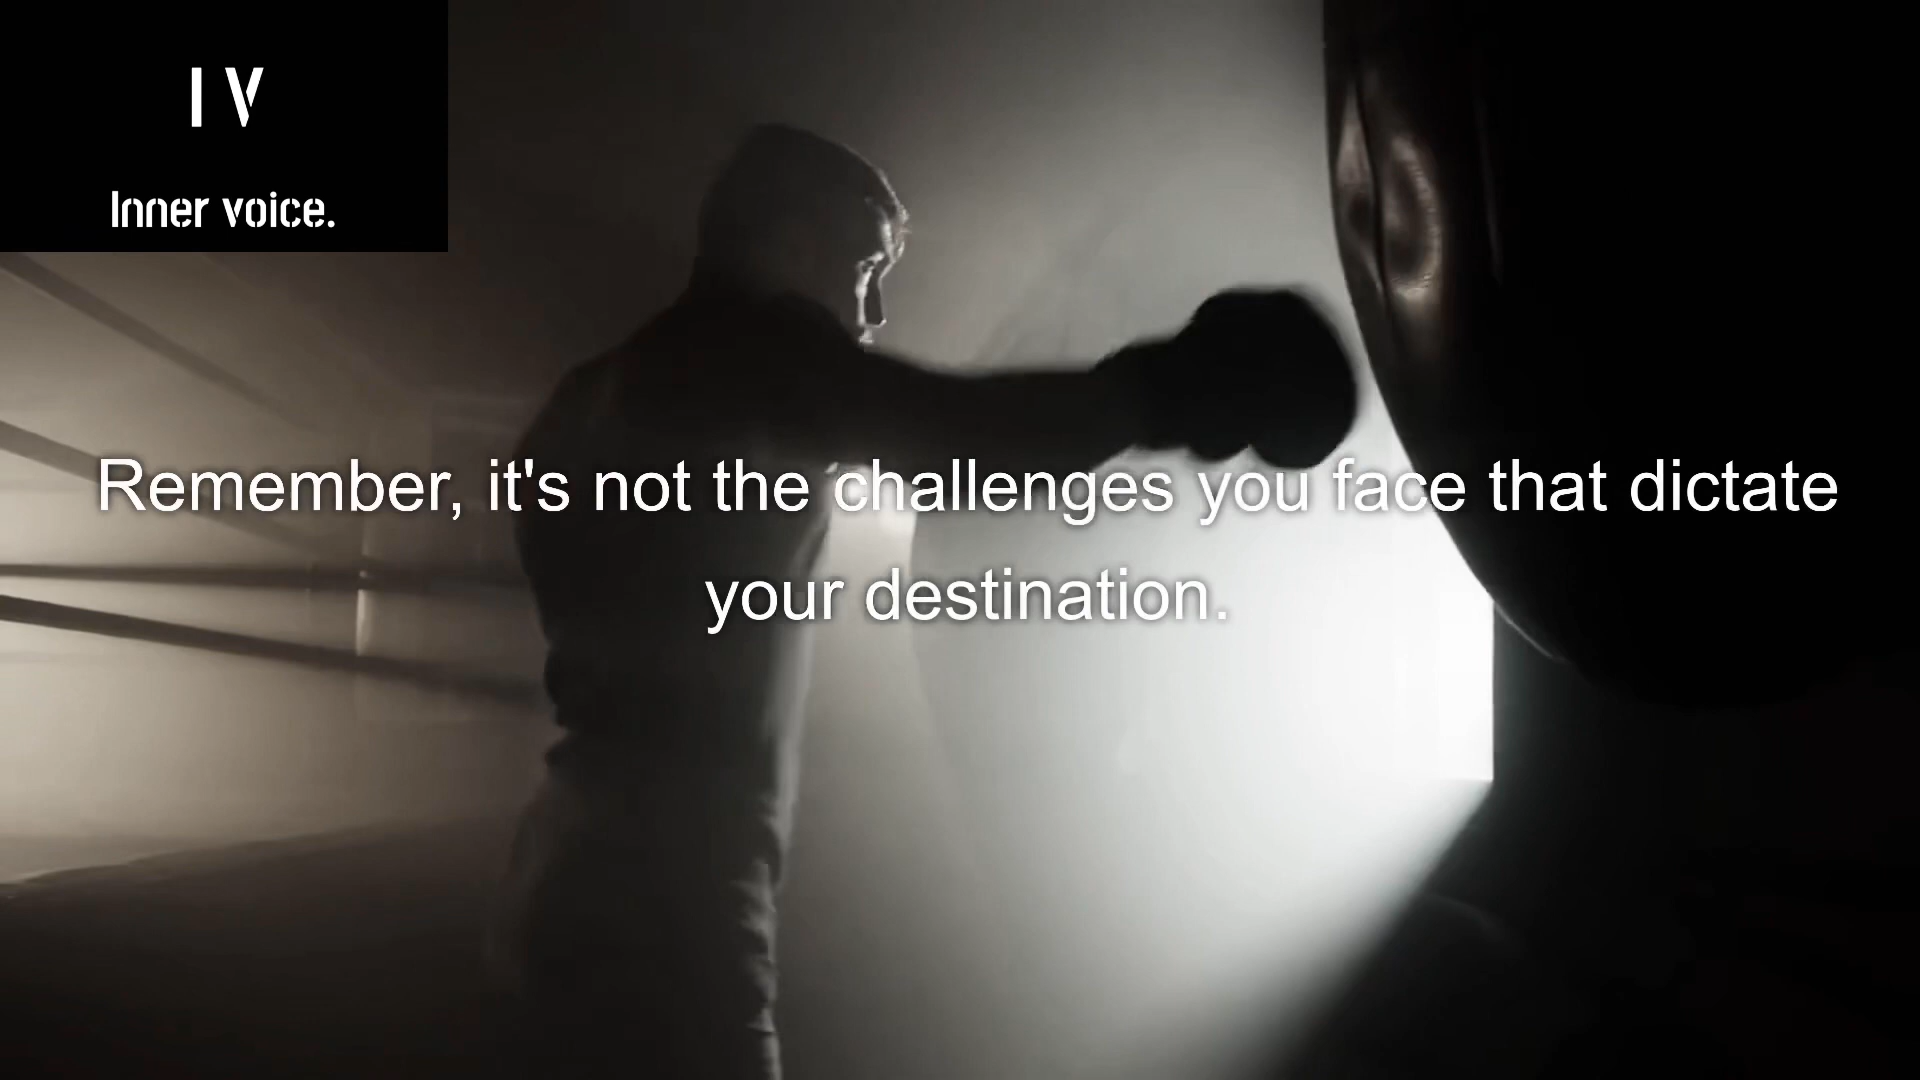 I V
Inner voice.
Remember, it's not the challenges you face that dictate
your destination.